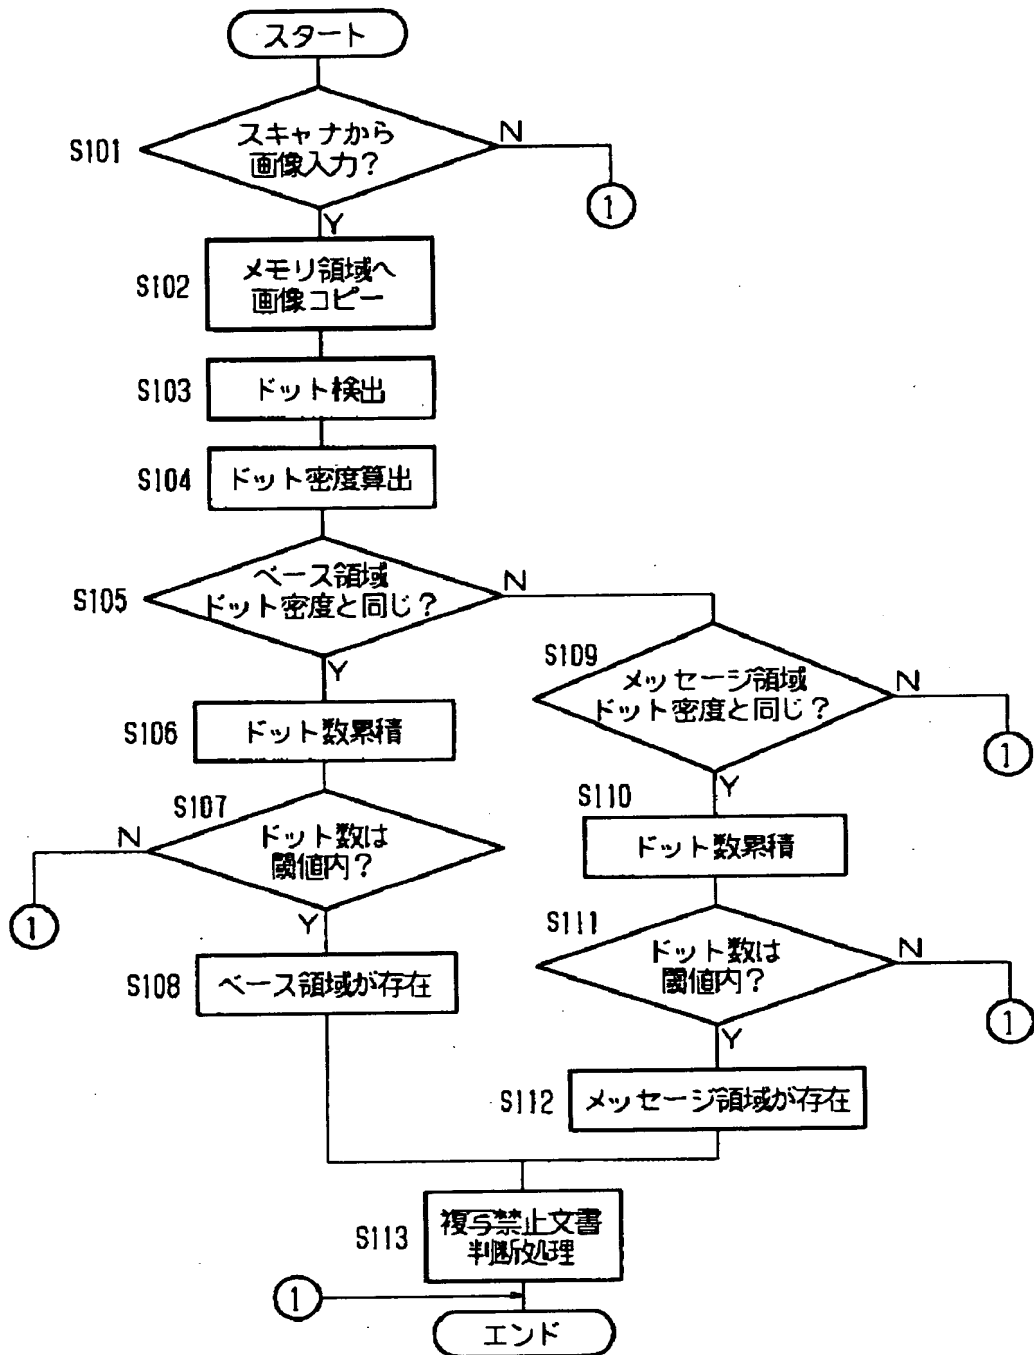 スタート
S101
スキャナから
画像入力?
N
1
Y
S102
メモリ領域へ
画像コピー
S103
ドット検出
S104
ドット密度算出
S105
ベース領域
ドット密度と同じ?
N
Y
S106
ドット数累積
S107
ドット数は
閾値内?
N
1
Y
S108
ベース領域が存在
S109
メッセージ領域
ドット密度と同じ?
N
1
Y
S110
ドット数累積
S111
ドット数は
閾値内?
N
1
Y
S112
メッセージ領域が存在
S113
複写禁止文書
判断処理
1
エンド